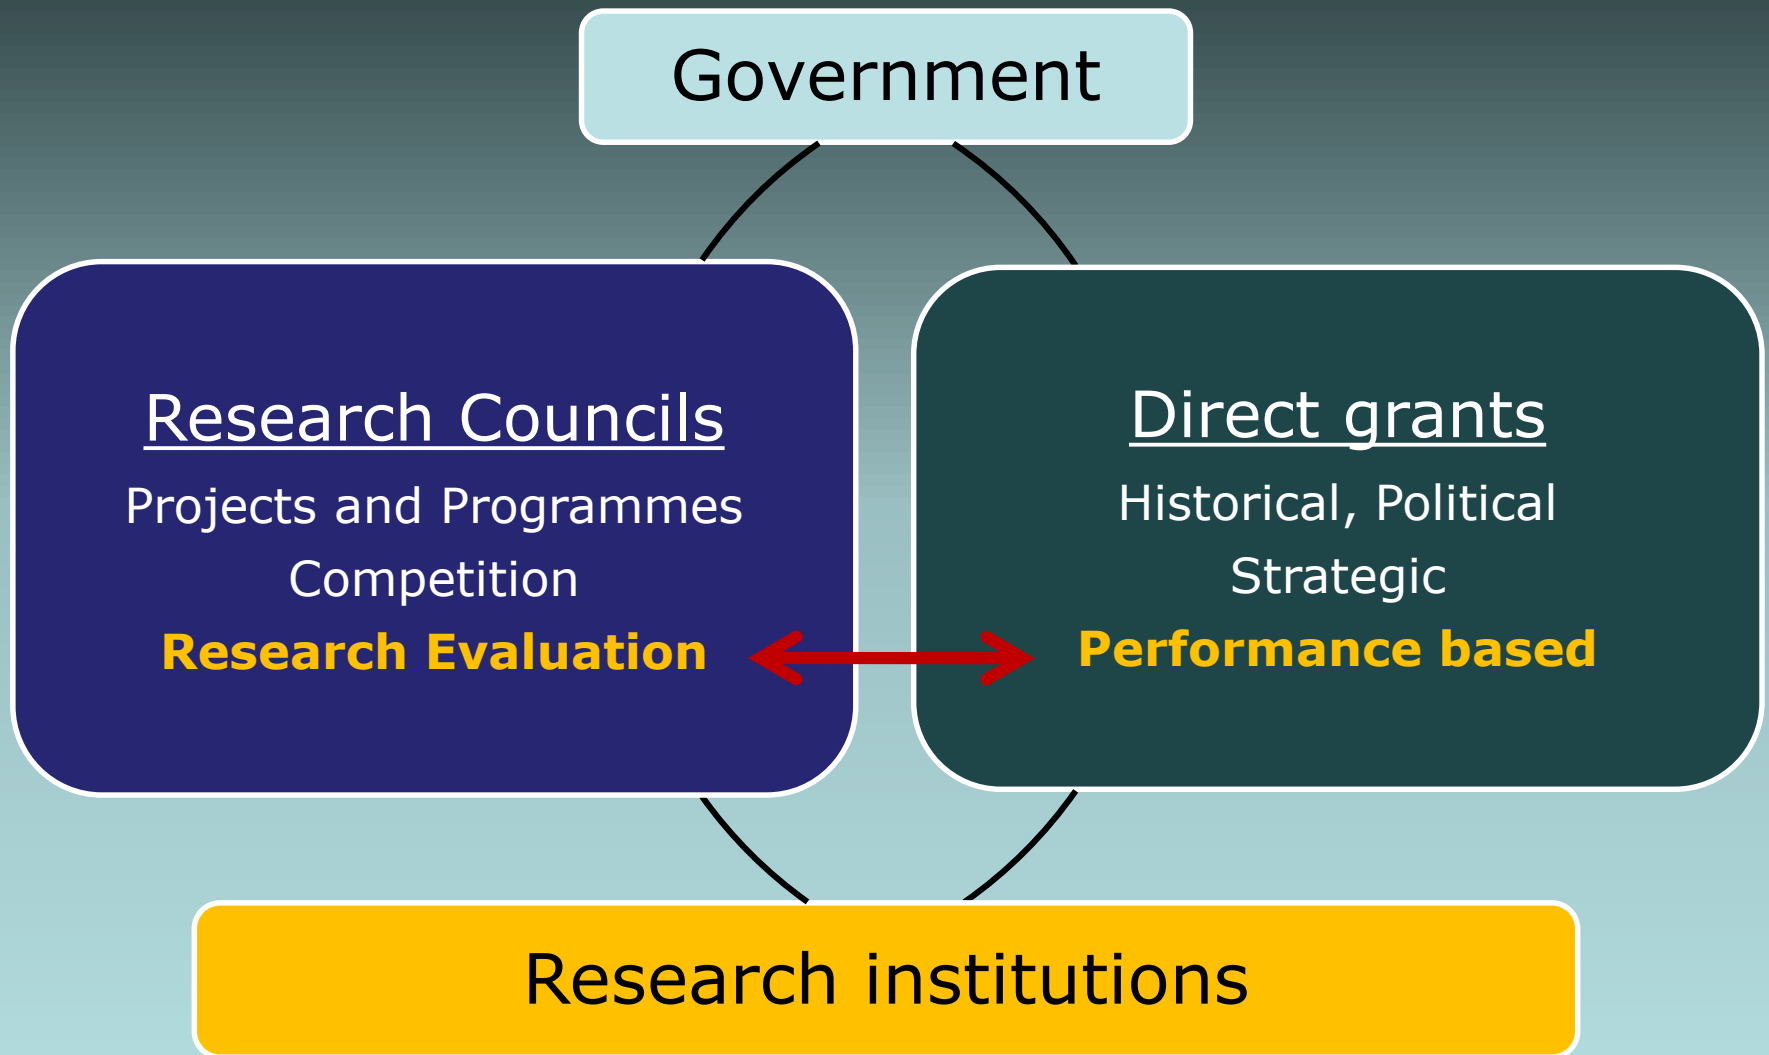 Government
Research Councils
Projects and Programmes
Competition
Research Evaluation
Direct grants
Historical, Political
Strategic
Performance based
Research institutions